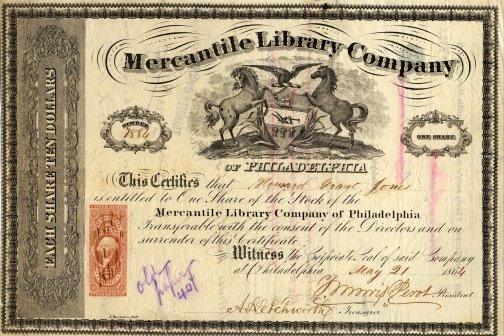 Mercantile Library Company
NUMBER
1884
ONE SHARE
EACH SHARE TEN DOLLARS
OF PHILADELPHIA
This Certifies that Howard Grant Jones
is entitled to One Share of the Stock of the
Mercantile Library Company of Philadelphia
Transferable with the consent of the Directors and on
surrender of this Certificate
Witness the Corporate Seal of said Company
at Philadelphia May 21 1864
President
Treasurer